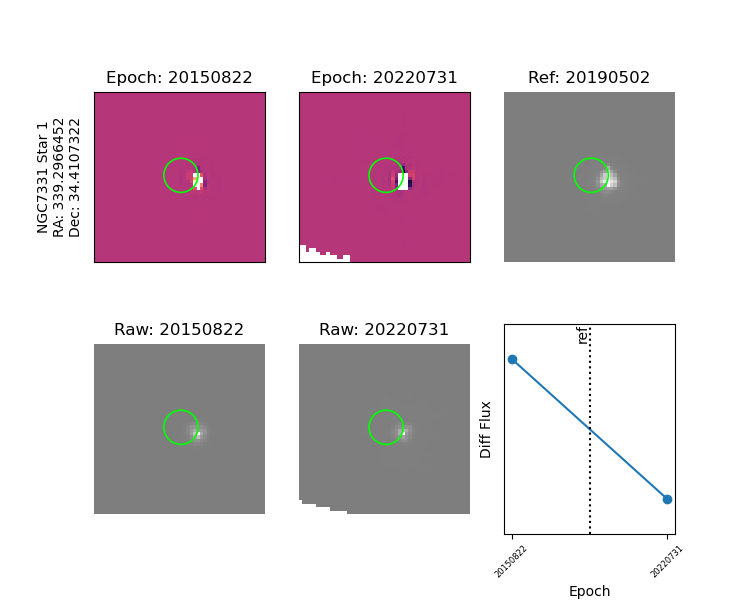 Epoch: 20150822
Epoch: 20220731
Ref: 20190502
NGC7331 Star 1
RA: 339.2966452
Dec: 34.4107322
Raw: 20150822
Raw: 20220731
ref
Diff Flux
20150822
20220731
Epoch